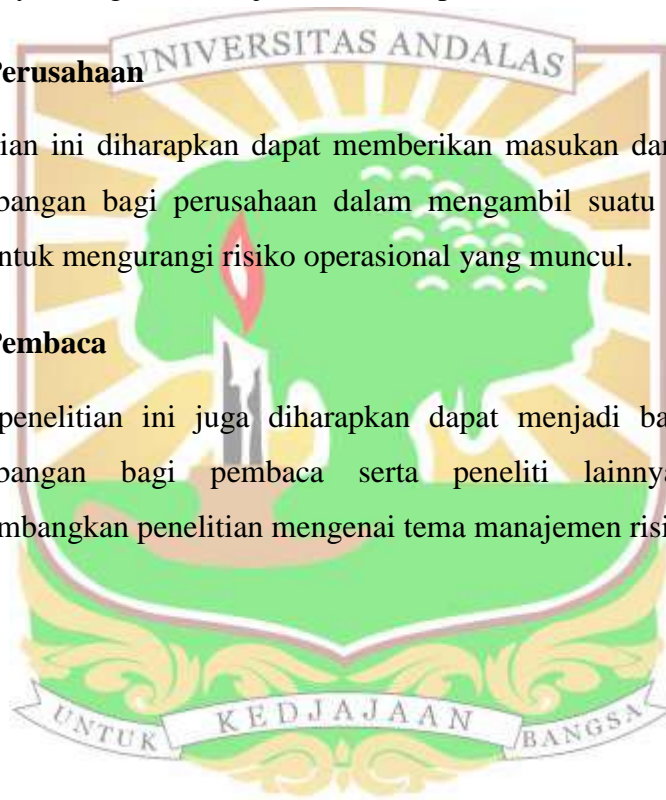 UNIVERSITAS ANDALAS
Perusahaan
ian ini diharapkan dapat memberikan masukan dan
bangan bagi perusahaan dalam mengambil suatu
ntuk mengurangi risiko operasional yang muncul.
Pembaca
penelitian ini juga diharapkan dapat menjadi ba
bangan bagi pembaca serta peneliti lainnya
mbangkan penelitian mengenai tema manajemen risi
UNTUK KEDJAJAAN BANGSA